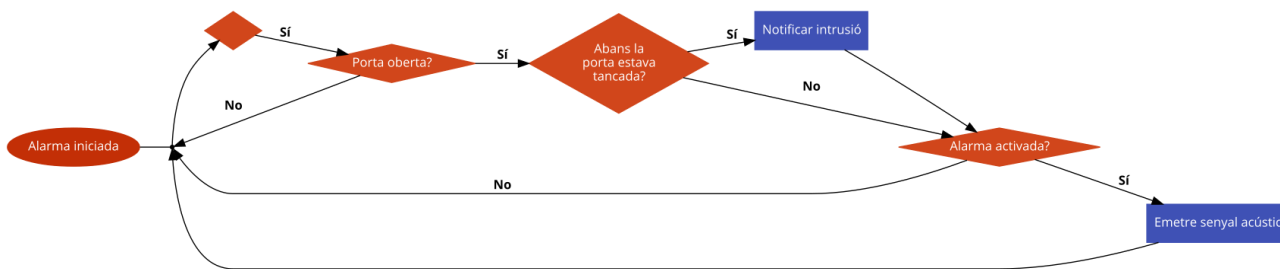 Sí
Notificar intrusió
Abans la
porta estava
tancada?
Sí
Sí
Porta oberta?
No
No
Alarma iniciada
Alarma activada?
Sí
No
Emetre senyal acústic